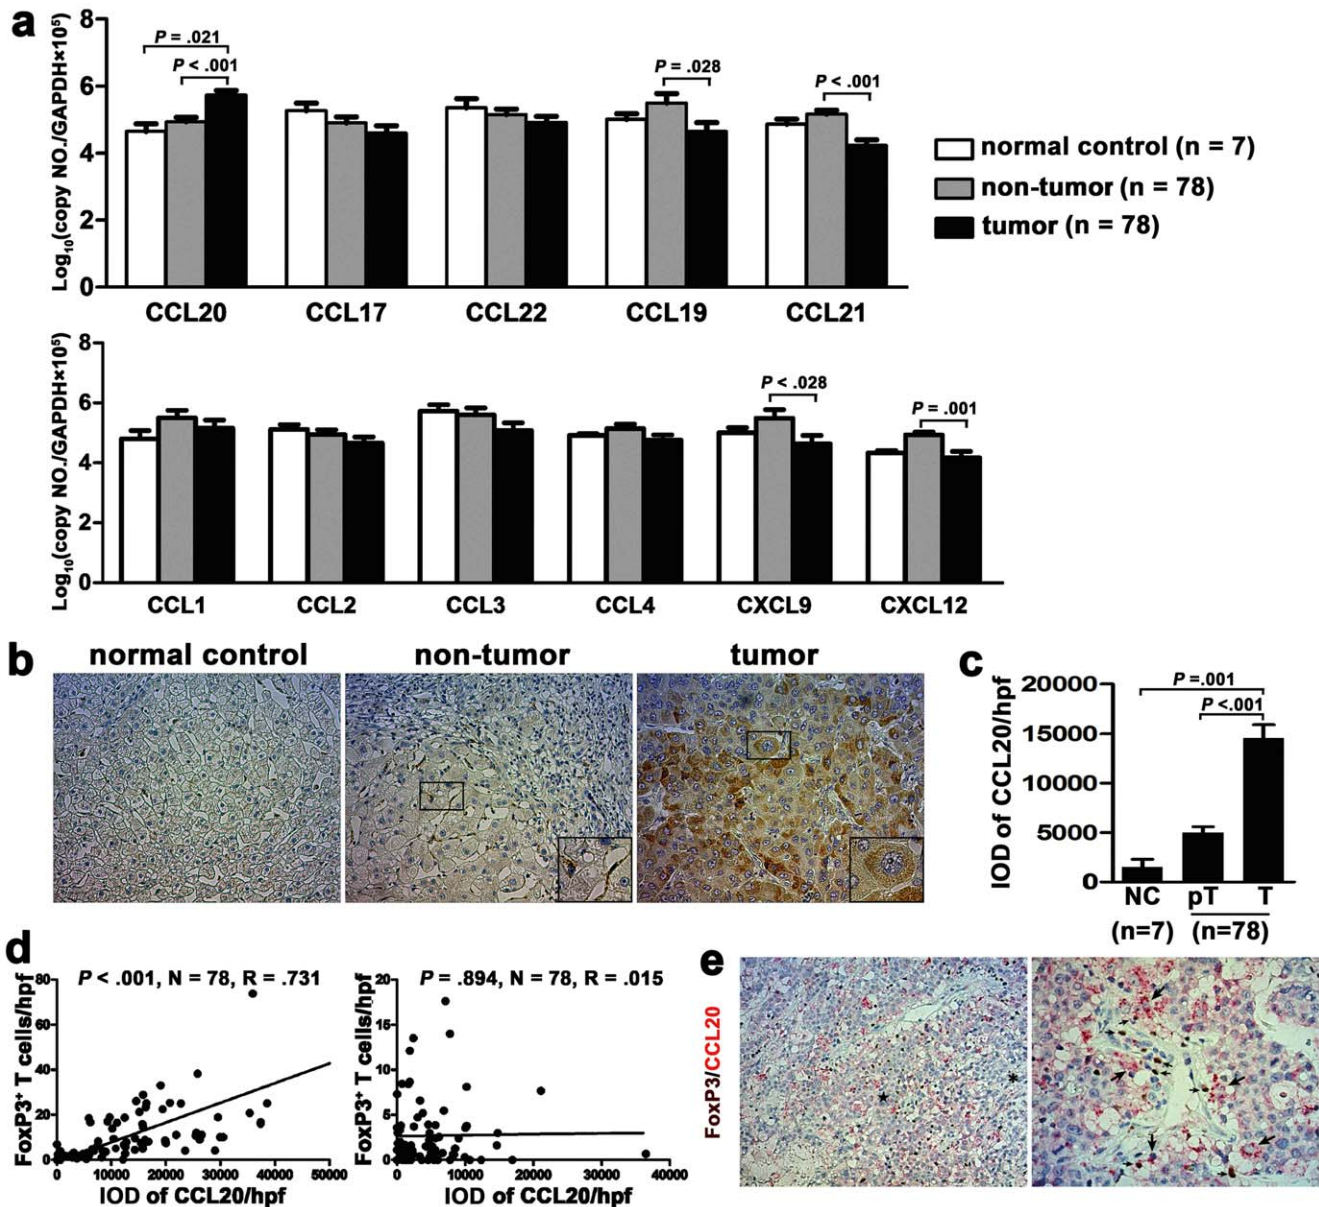 a
Log₁₀(copy NO./GAPDH×10⁵)
8
6
4
2
0
P = .021
P < .001
P = .028
P < .001
CCL20 CCL17 CCL22 CCL19 CCL21
normal control (n = 7)
non-tumor (n = 78)
tumor (n = 78)
Log₁₀(copy NO./GAPDH×10⁵)
8
6
4
2
0
P < .028
P = .001
CCL1 CCL2 CCL3 CCL4 CXCL9 CXCL12
b
normal control non-tumor tumor
c
IOD of CCL20/hpf
20000
15000
10000
5000
0
P =.001
P <.001
NC pT T
(n=7) (n=78)
d
FoxP3⁺ T cells/hpf
80
60
40
20
0
P < .001, N = 78, R = .731
0 10000 20000 30000 40000 50000
IOD of CCL20/hpf
FoxP3⁺ T cells/hpf
20
15
10
5
0
P = .894, N = 78, R = .015
0 10000 20000 30000 40000
IOD of CCL20/hpf
e
FoxP3/CCL20